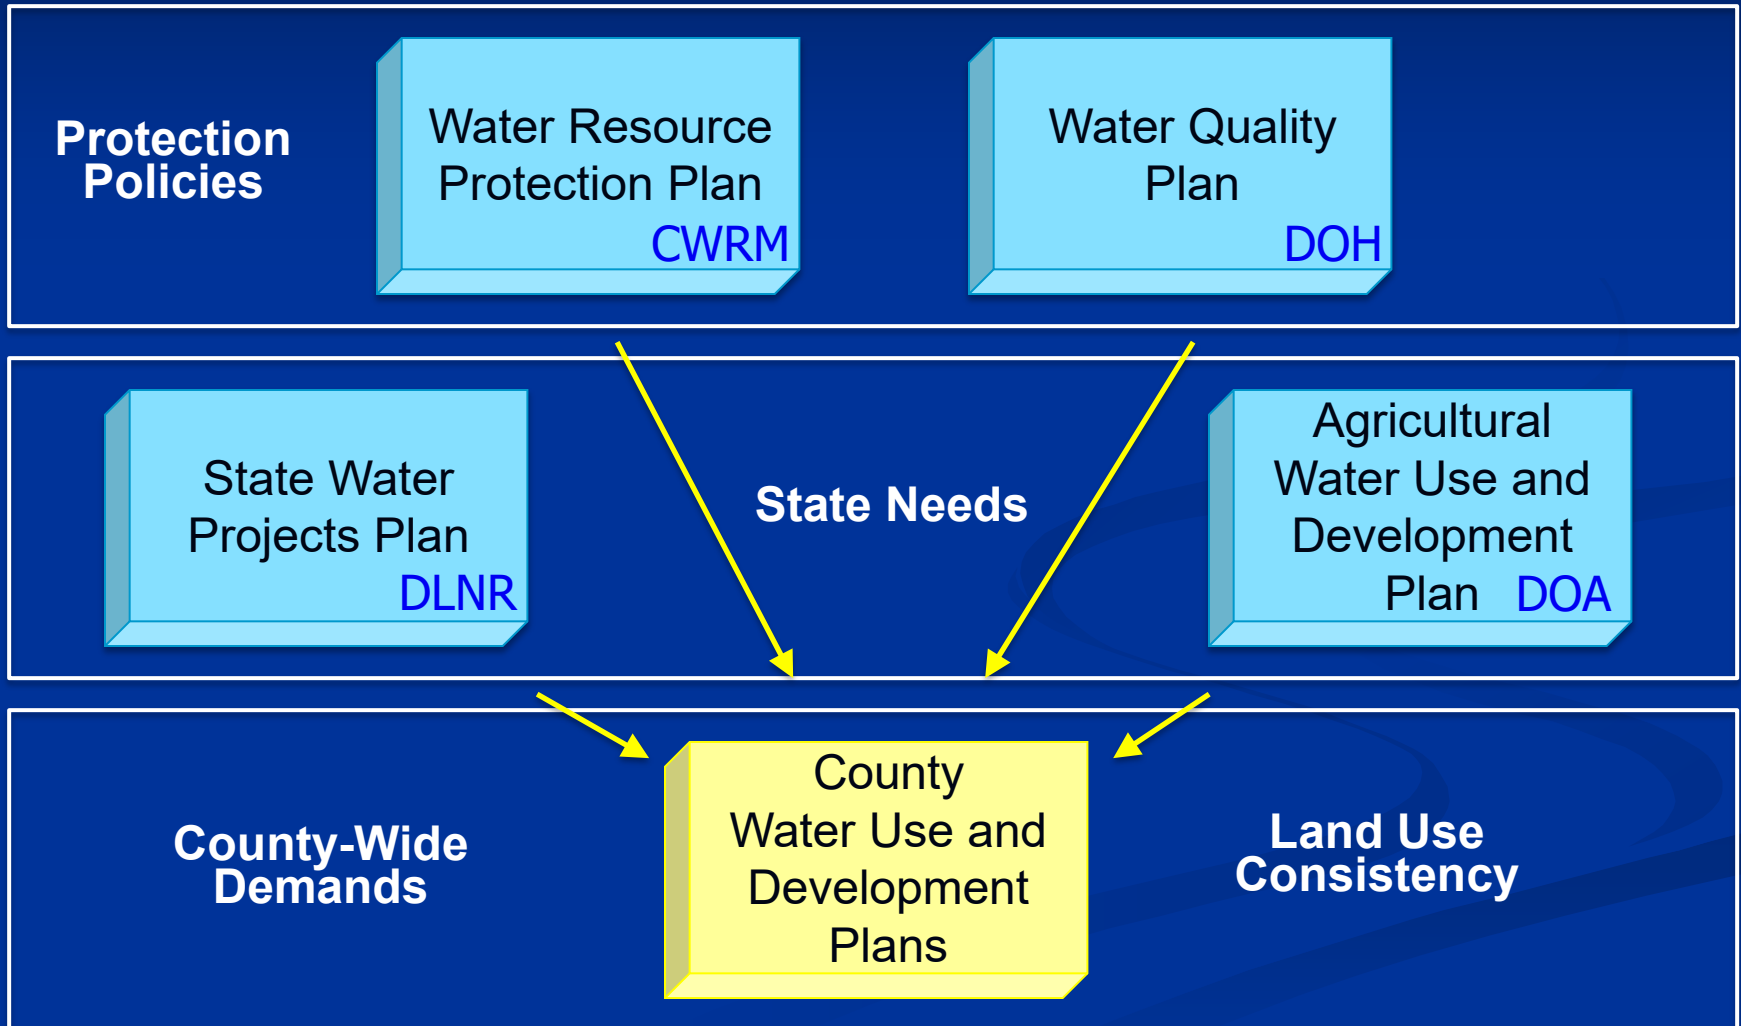 Protection
Policies
Water Resource
Protection Plan
CWRM
Water Quality
Plan
DOH
State Water
Projects Plan
DLNR
State Needs
Agricultural
Water Use and
Development
Plan DOA
County-Wide
Demands
County
Water Use and
Development
Plans
Land Use
Consistency